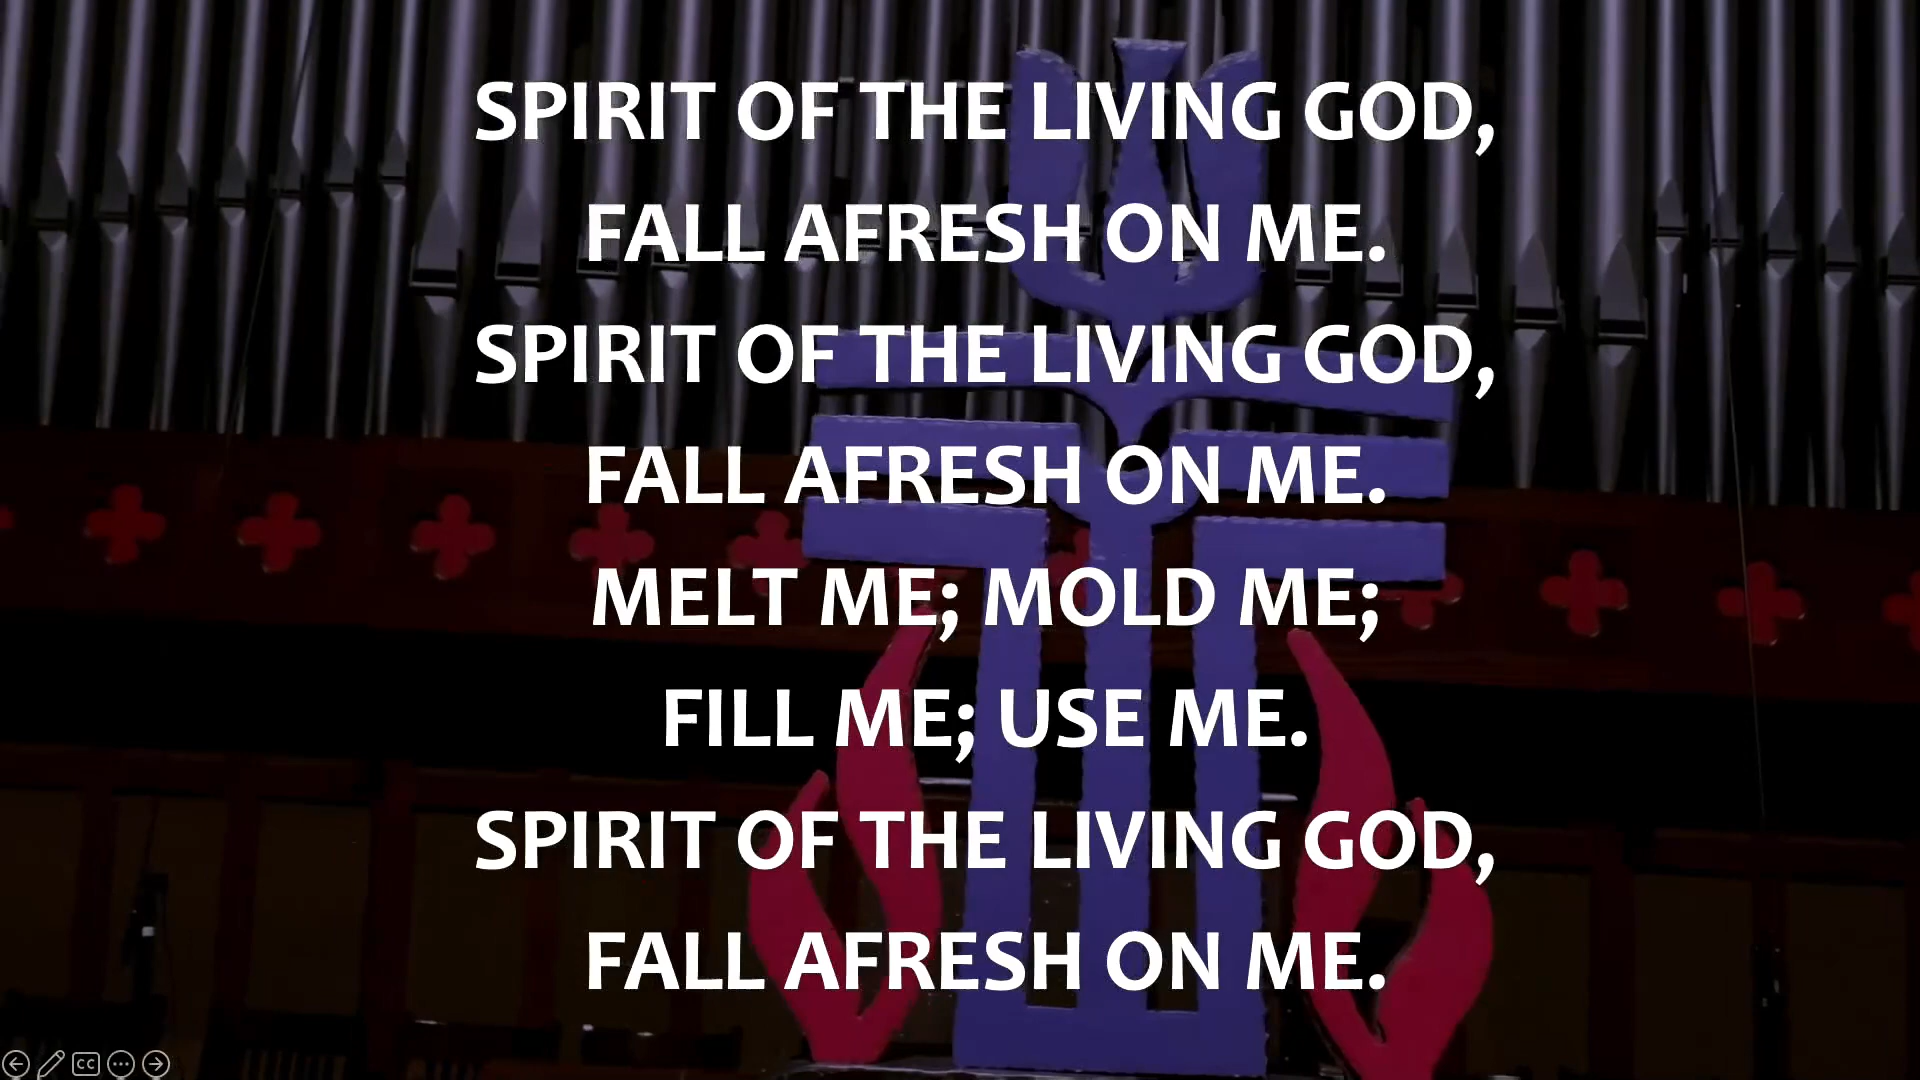 SPIRIT OF THE LIVING GOD,
FALL AFRESH ON ME.
SPIRIT OF THE LIVING GOD,
FALL AFRESH ON ME.
MELT ME; MOLD ME;
FILL ME; USE ME.
SPIRIT OF THE LIVING GOD,
FALL AFRESH ON ME.
CC